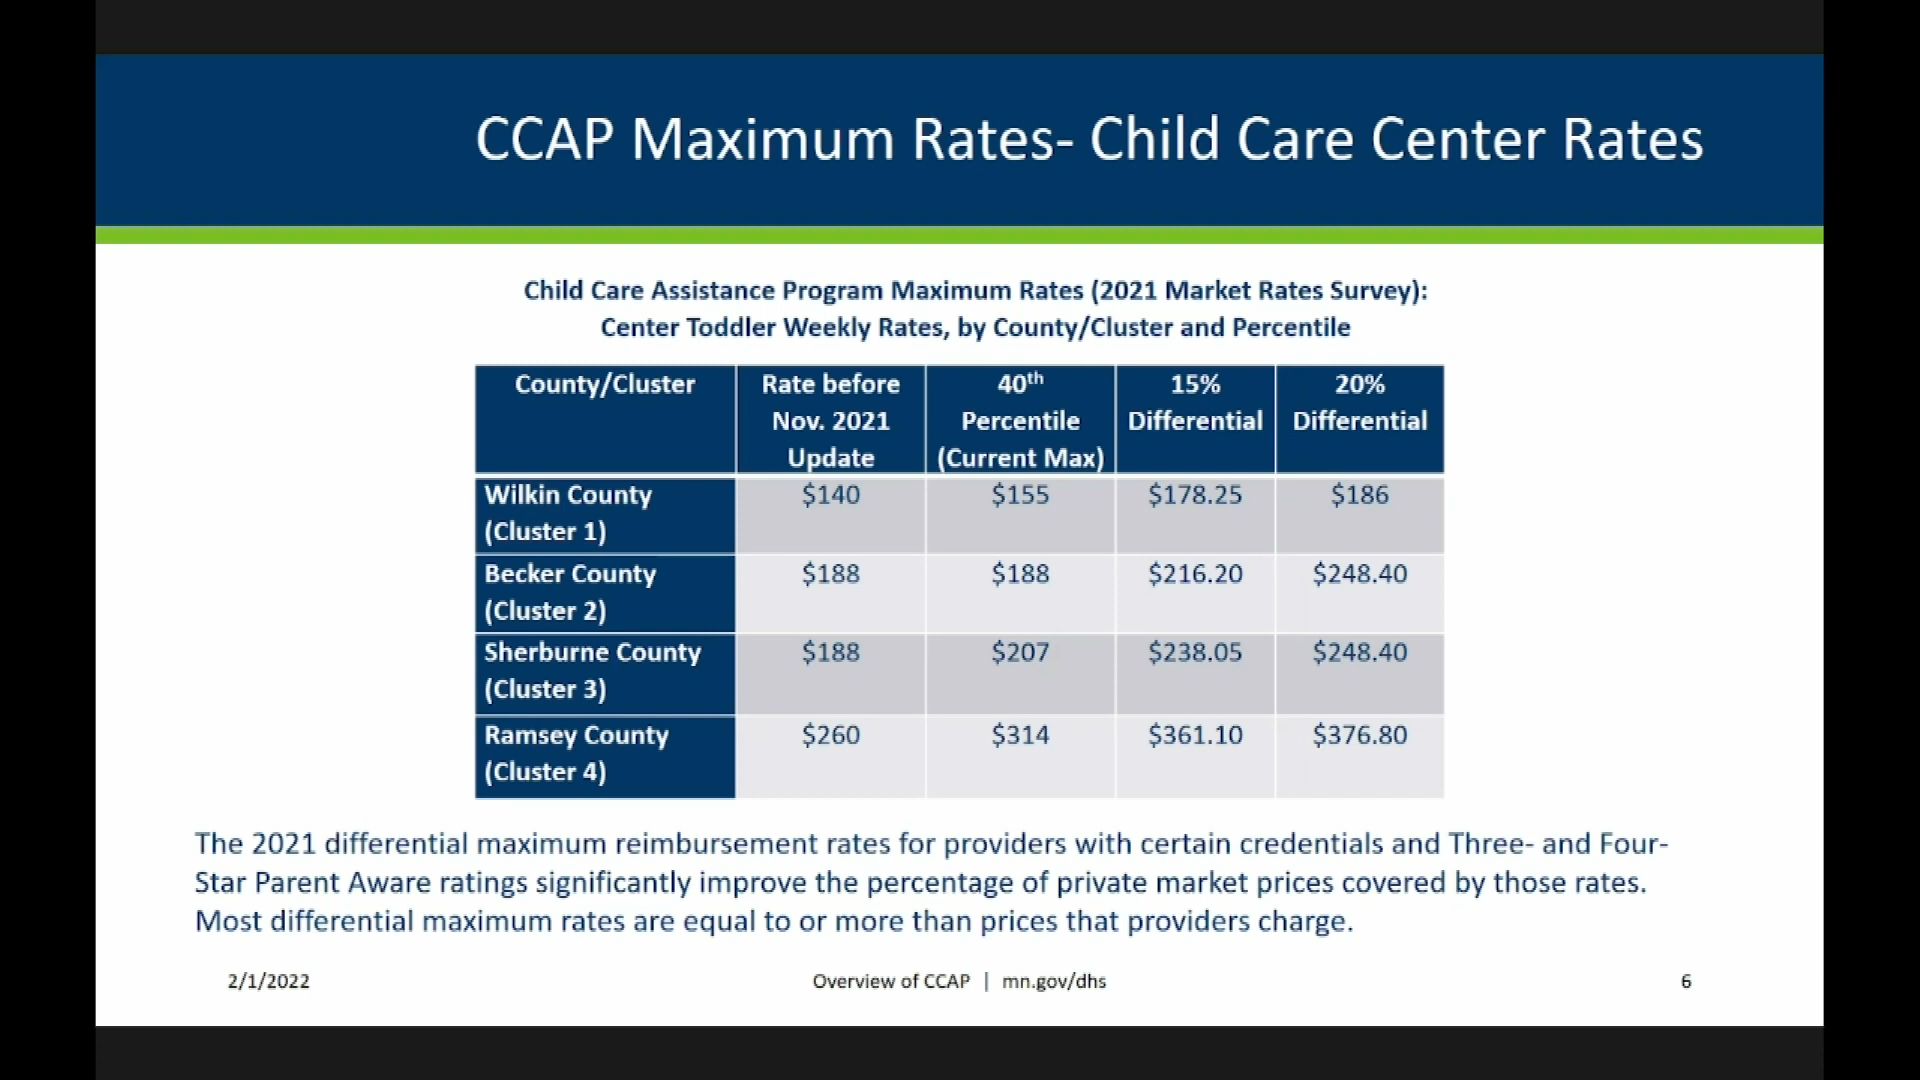 CCAP Maximum Rates- Child Care Center Rates
Child Care Assistance Program Maximum Rates (2021 Market Rates Survey):
Center Toddler Weekly Rates, by County/Cluster and Percentile
County/Cluster Rate before 40th 15% 20%
Nov. 2021 Percentile Differential Differential
Update (Current Max)
Wilkin County $140 $155 $178.25 $186
(Cluster 1)
Becker County $188 $188 $216.20 $248.40
(Cluster 2)
Sherburne County $188 $207 $238.05 $248.40
(Cluster 3)
Ramsey County $260 $314 $361.10 $376.80
(Cluster 4)
The 2021 differential maximum reimbursement rates for providers with certain credentials and Three- and Four-
Star Parent Aware ratings significantly improve the percentage of private market prices covered by those rates.
Most differential maximum rates are equal to or more than prices that providers charge.
2/1/2022 Overview of CCAP | mn.gov/dhs 6